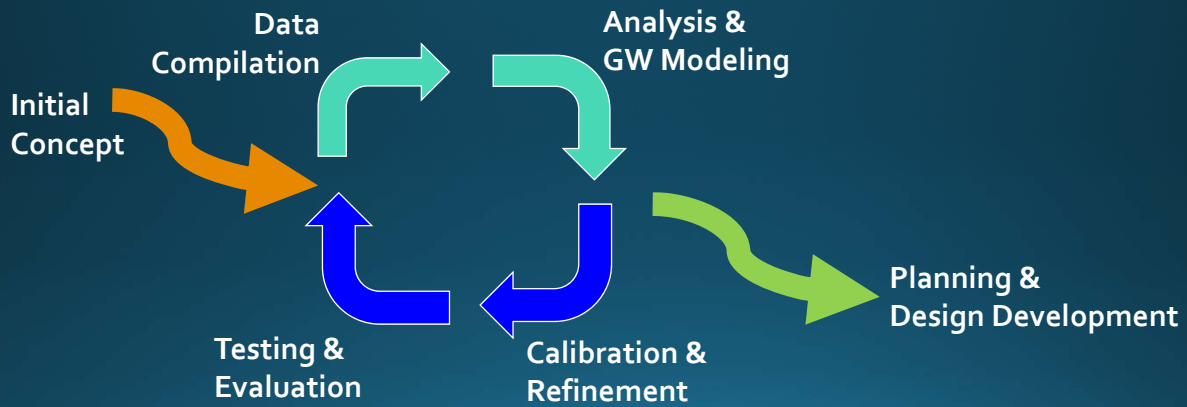 Data
Compilation
Analysis &
GW Modeling
Initial
Concept
Planning &
Design Development
Testing &
Evaluation
Calibration &
Refinement